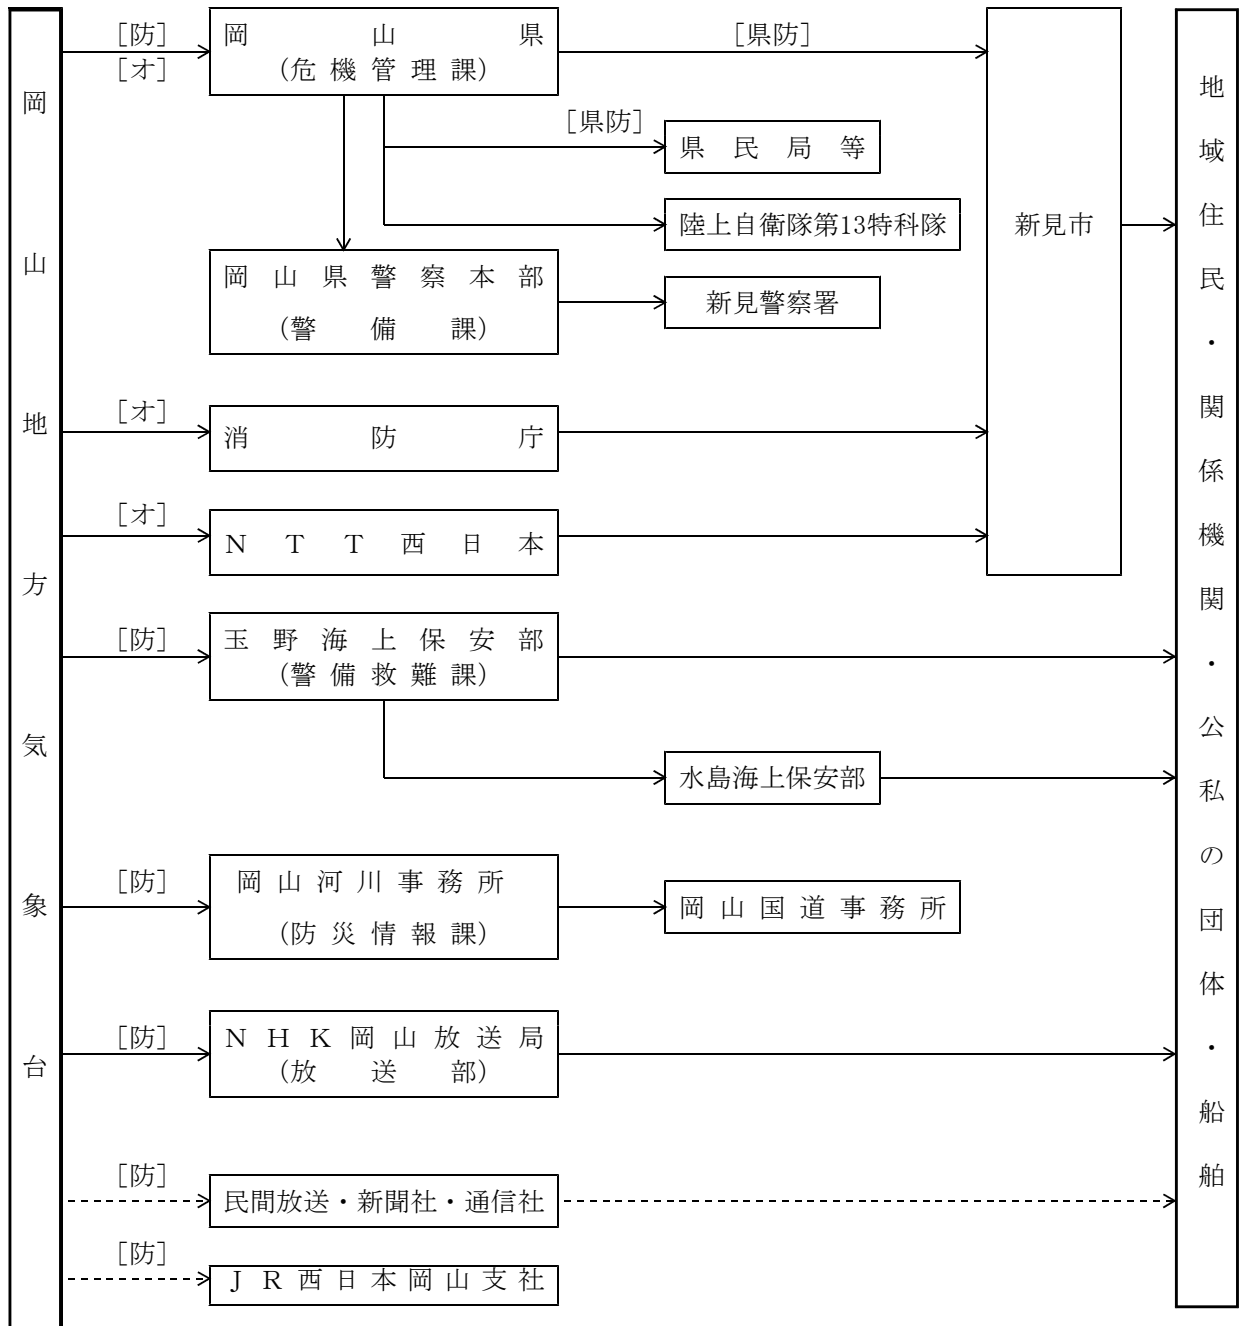 岡山地方気象台
[防]
[オ]
岡山県
(危機管理課)
[県防]
[県防]
県民局等
陸上自衛隊第13特科隊
岡山県警察本部
(警備課)
新見警察署
新見市
[オ]
消防庁
[オ]
NTT西日本
[防]
玉野海上保安部
(警備救難課)
水島海上保安部
[防]
岡山河川事務所
(防災情報課)
岡山国道事務所
[防]
NHK岡山放送局
(放送部)
[防]
民間放送・新聞社・通信社
[防]
JR西日本岡山支社
地域住民・関係機関・公私の団体・船舶